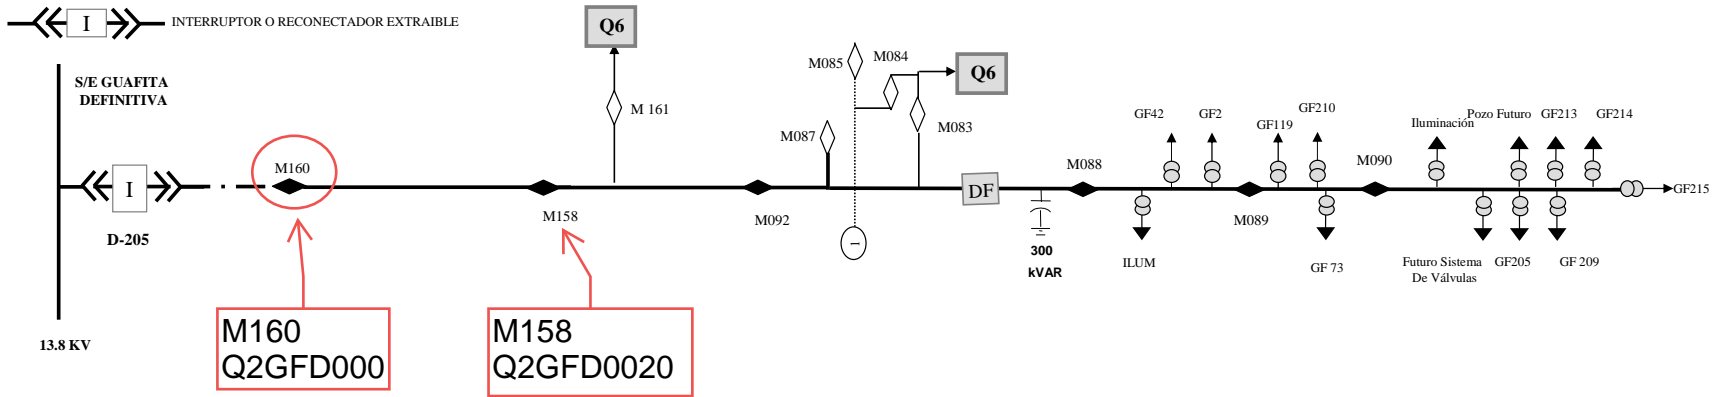 I
INTERRUPTOR O RECONECTADOR EXTRAIBLE
Q6
S/E GUAFITA
DEFINITIVA
M085
M084
Q6
M 161
M087
M083
GF42
GF2
GF119
GF210
Iluminación
Pozo Futuro
GF213
GF214
M160
M088
M090
I
DF
GF215
M158
M092
M089
D-205
I
300
kVAR
ILUM
GF 73
Futuro Sistema
De Válvulas
GF205
GF 209
13.8 KV
M160
Q2GFD000
M158
Q2GFD0020